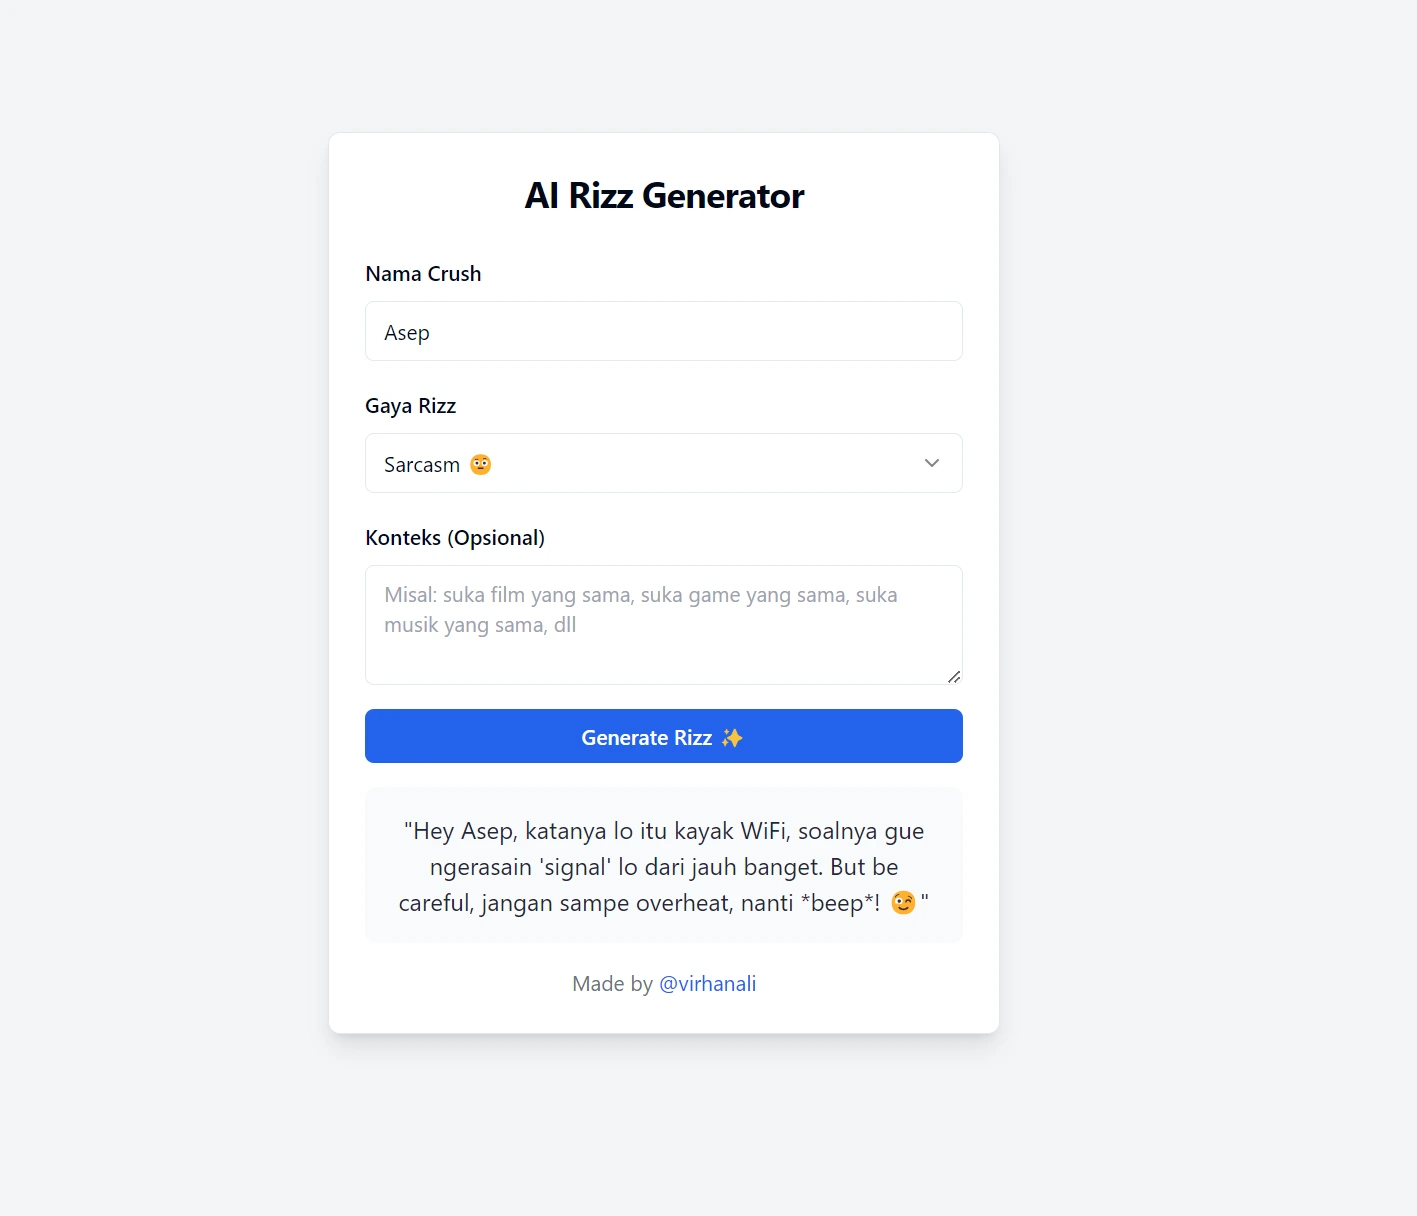 AI Rizz Generator
Nama Crush
Asep
Gaya Rizz
Sarcasm 😳
Konteks (Opsional)
Misal: suka film yang sama, suka game yang sama, suka
musik yang sama, dll
Generate Rizz ✨
"Hey Asep, katanya lo itu kayak WiFi, soalnya gue
ngerasain 'signal' lo dari jauh banget. But be
careful, jangan sampe overheat, nanti *beep*! 😉"
Made by @virhanali